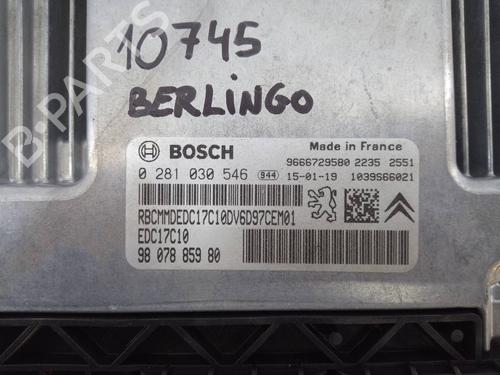 10745
BERLINGO
B-PARTS
BOSCH
Made in France
9666729580 2235 2551
0 281 030 546 944 15-01-19 1039S66021
RBCMMDEDC17C10DV6D97CEM01
EDC17C10
98 078 859 80